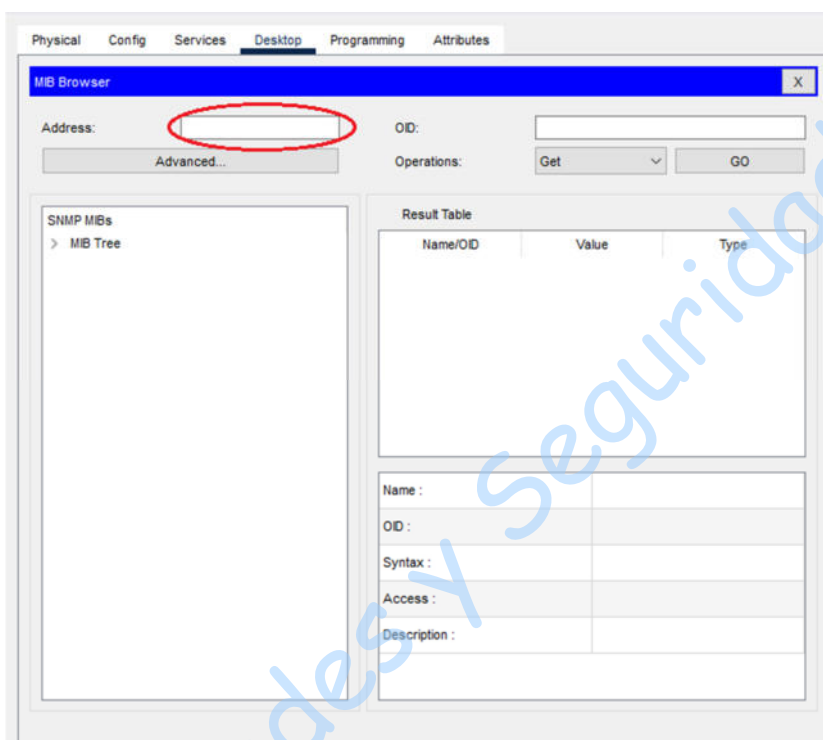 Physical Config Services Desktop Programming Attributes
MIB Browser X
Address: OID:
Advanced... Operations: Get GO
SNMP MIBs
> MIB Tree
Result Table
Name/OID Value Type
Name :
OID :
Syntax :
Access :
Description :
des y Seguridad